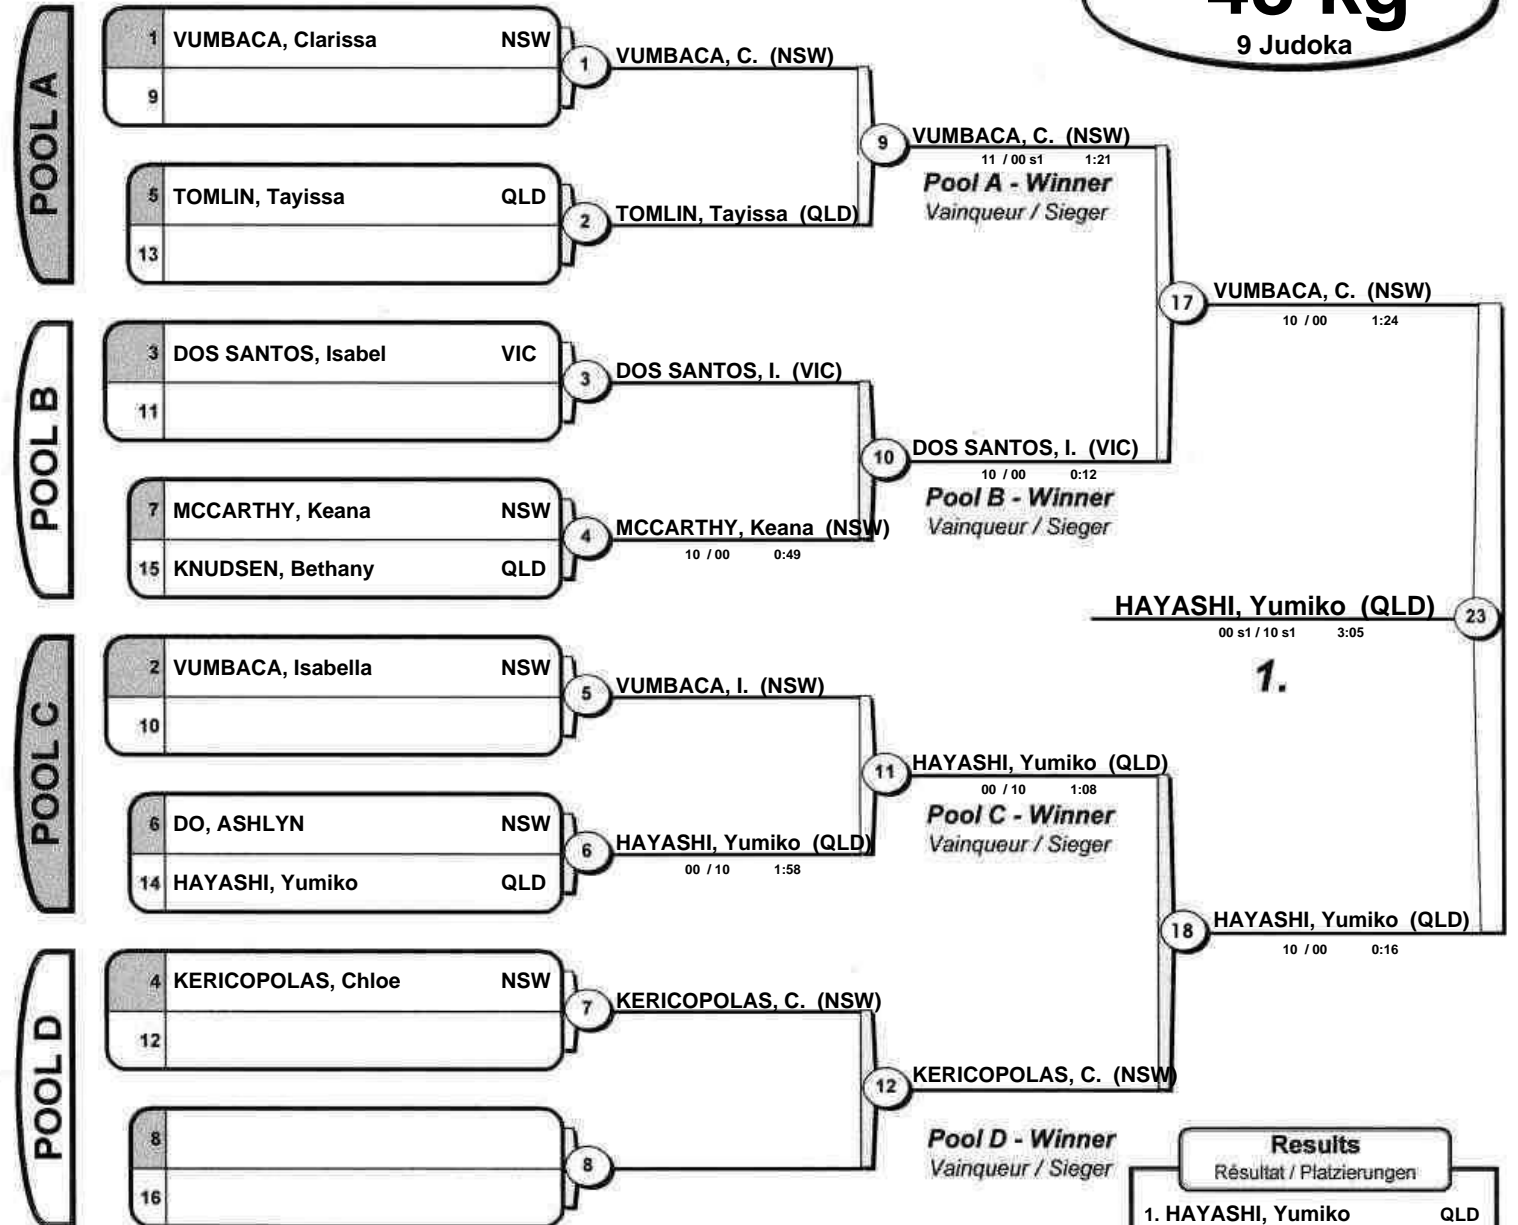 48 kg
9 Judoka
POOL A
1 VUMBACA, Clarissa NSW
9
1 VUMBACA, C. (NSW)
5 TOMLIN, Tayissa QLD
13
2 TOMLIN, Tayissa (QLD)
9 VUMBACA, C. (NSW)
11 / 00 s1 1:21
Pool A - Winner
Vainqueur / Sieger
POOL B
3 DOS SANTOS, Isabel VIC
11
3 DOS SANTOS, I. (VIC)
7 MCCARTHY, Keana NSW
15 KNUDSEN, Bethany QLD
4 MCCARTHY, Keana (NSW)
10 / 00 0:49
10 DOS SANTOS, I. (VIC)
10 / 00 0:12
Pool B - Winner
Vainqueur / Sieger
17 VUMBACA, C. (NSW)
10 / 00 1:24
HAYASHI, Yumiko (QLD) 23
00 s1 / 10 s1 3:05
1.
POOL C
2 VUMBACA, Isabella NSW
10
5 VUMBACA, I. (NSW)
6 DO, ASHLYN NSW
14 HAYASHI, Yumiko QLD
6 HAYASHI, Yumiko (QLD)
00 / 10 1:58
11 HAYASHI, Yumiko (QLD)
00 / 10 1:08
Pool C - Winner
Vainqueur / Sieger
POOL D
4 KERICOPOLAS, Chloe NSW
12
7 KERICOPOLAS, C. (NSW)
8
16
8
12 KERICOPOLAS, C. (NSW)
Pool D - Winner
Vainqueur / Sieger
18 HAYASHI, Yumiko (QLD)
10 / 00 0:16
Results
Résultat / Platzierungen
1. HAYASHI, Yumiko QLD